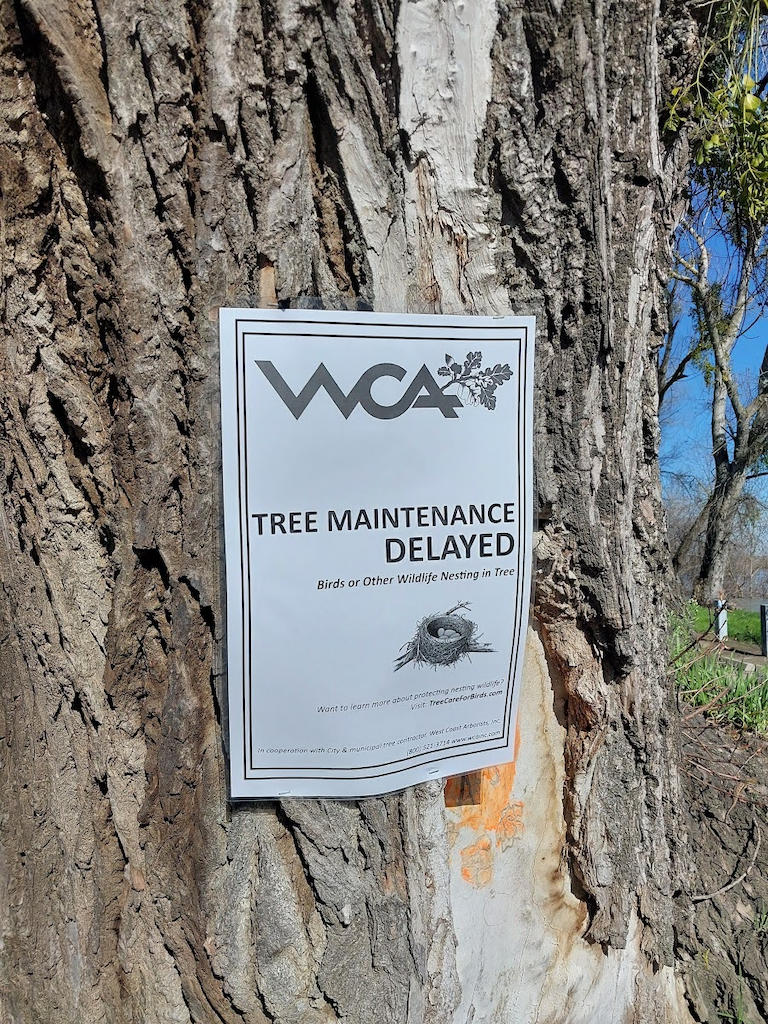 WCA
TREE MAINTENANCE
DELAYED
Birds or Other Wildlife Nesting in Tree
Want to learn more about protecting nesting wildlife?
Visit: TreeCareForBirds.com
In cooperation with City & municipal tree contractor, West Coast Arborists, Inc.
(800) 521-3714 www.wcainc.com